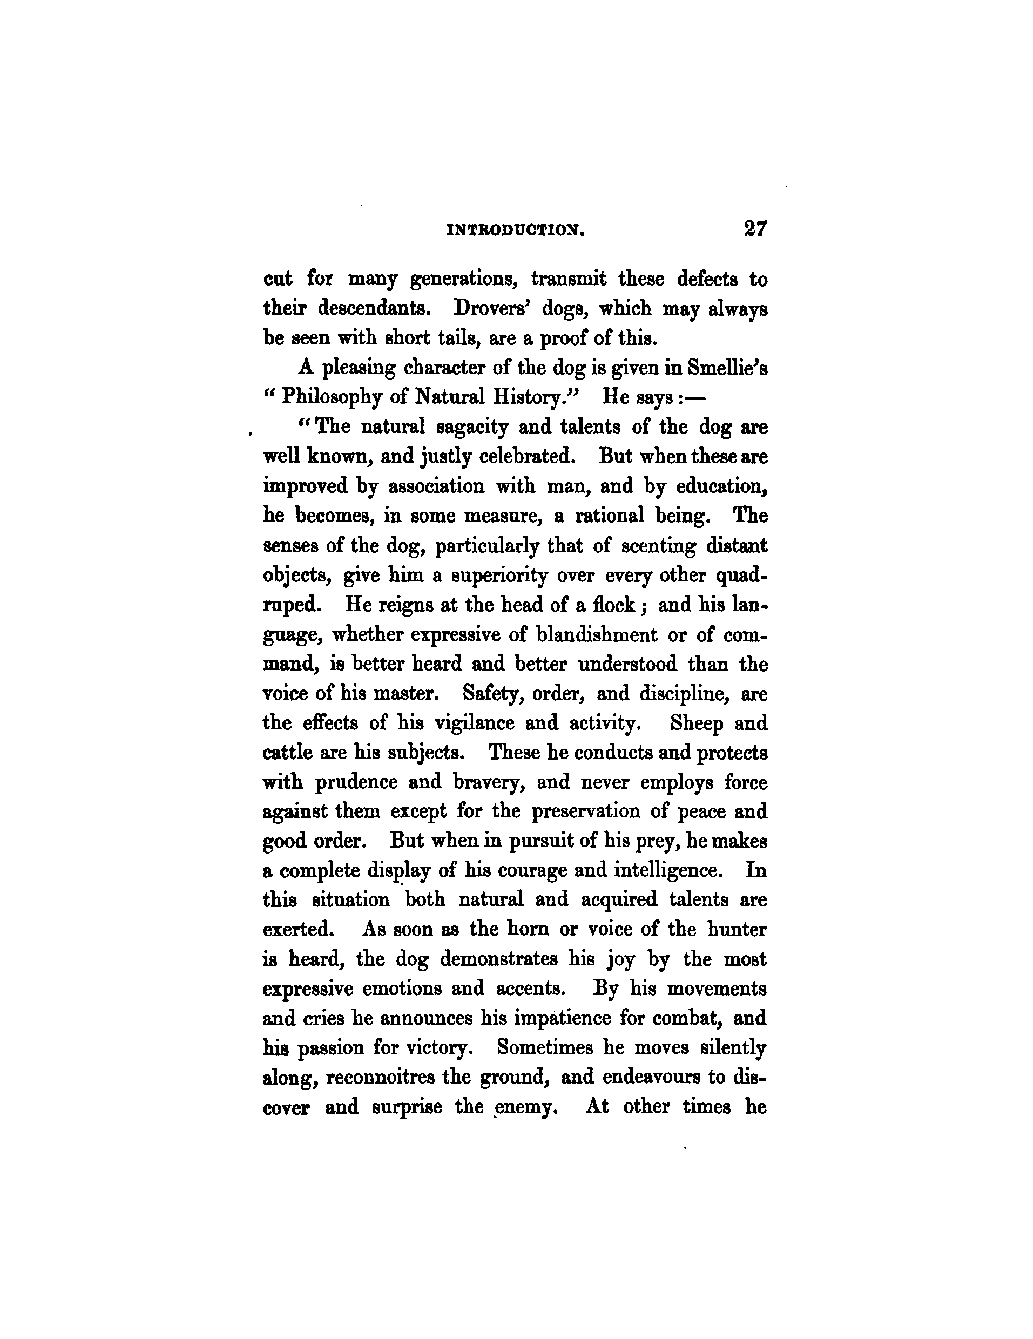 INTRODUCTION. 27
cut for many generations, transmit these defects to
their descendants. Drovers' dogs, which may always
be seen with short tails, are a proof of this.
A pleasing character of the dog is given in Smellie's
" Philosophy of Natural History." He says :—
"The natural sagacity and talents of the dog are
well known, and justly celebrated. But when these are
improved by association with man, and by education,
he becomes, in some measure, a rational being. The
senses of the dog, particularly that of scenting distant
objects, give him a superiority over every other quad-
ruped. He reigns at the head of a flock; and his lan-
guage, whether expressive of blandishment or of com-
mand, is better heard and better understood than the
voice of his master. Safety, order, and discipline, are
the effects of his vigilance and activity. Sheep and
cattle are his subjects. These he conducts and protects
with prudence and bravery, and never employs force
against them except for the preservation of peace and
good order. But when in pursuit of his prey, he makes
a complete display of his courage and intelligence. In
this situation both natural and acquired talents are
exerted. As soon as the horn or voice of the hunter
is heard, the dog demonstrates his joy by the most
expressive emotions and accents. By his movements
and cries he announces his impatience for combat, and
his passion for victory. Sometimes he moves silently
along, reconnoitres the ground, and endeavours to dis-
cover and surprise the enemy. At other times he